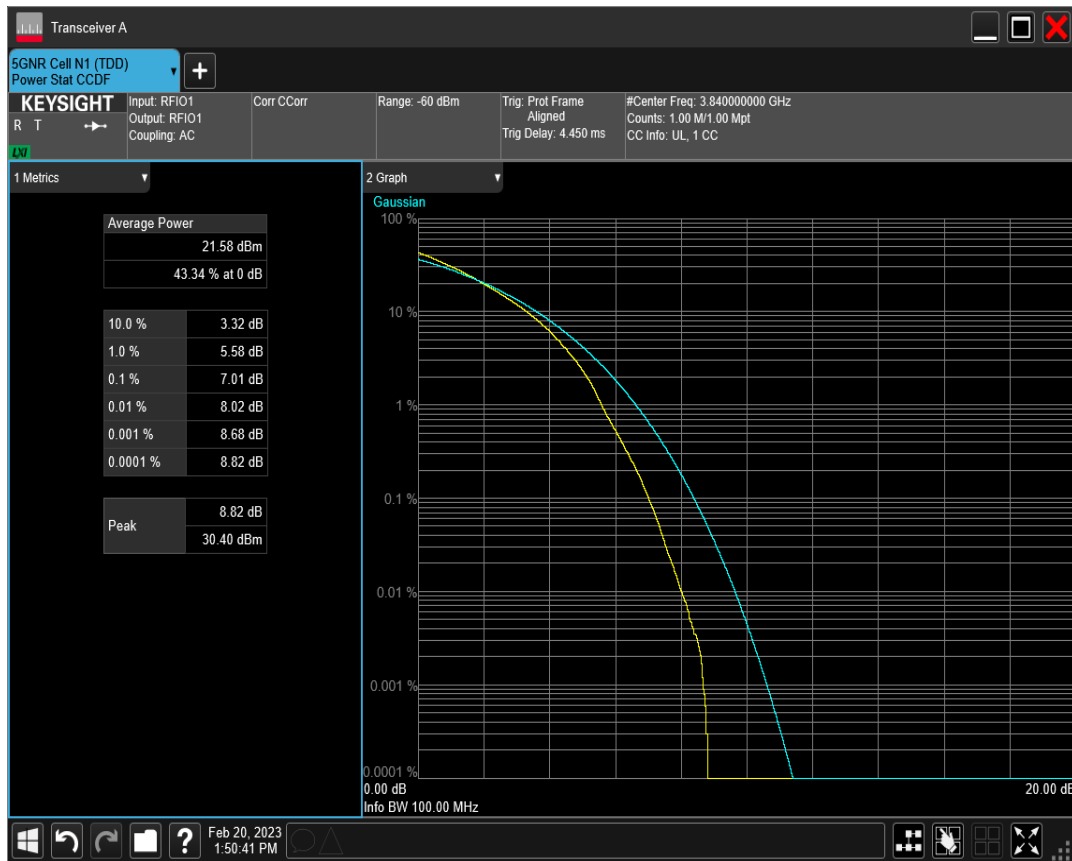 Transceiver A
5GNR Cell N1 (TDD)
Power Stat CCDF
KEYSIGHT
R T
LXI
Input: RFIO1
Output: RFIO1
Coupling: AC
Corr CCorr
Range: -60 dBm
Trig: Prot Frame
Aligned
Trig Delay: 4.450 ms
#Center Freq: 3.840000000 GHz
Counts: 1.00 M/1.00 Mpt
CC Info: UL, 1 CC
1 Metrics
Average Power
21.58 dBm
43.34 % at 0 dB
10.0 % 3.32 dB
1.0 % 5.58 dB
0.1 % 7.01 dB
0.01 % 8.02 dB
0.001 % 8.68 dB
0.0001 % 8.82 dB
Peak
8.82 dB
30.40 dBm
2 Graph
Gaussian
100 %
10 %
1 %
0.1 %
0.01 %
0.001 %
0.0001 %
0.00 dB 20.00 dB
Info BW 100.00 MHz
?
Feb 20, 2023
1:50:41 PM